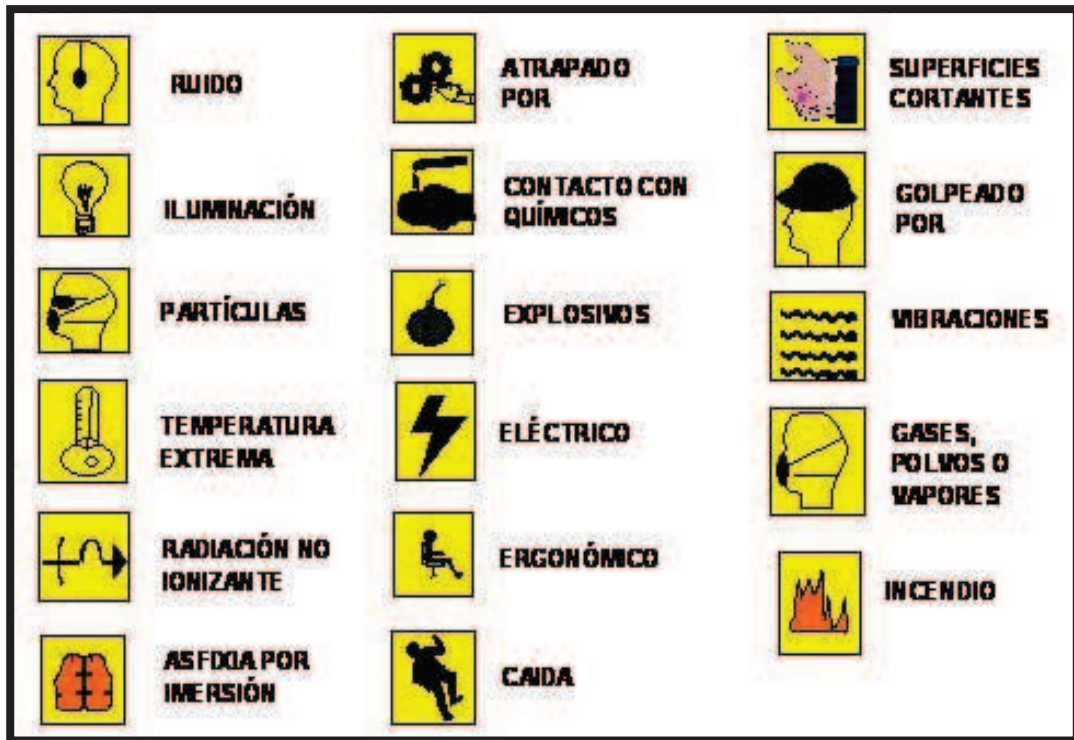 RUIDO
ILUMINACIÓN
PARTÍCULAS
TEMPERATURA
EXTREMA
RADIACIÓN NO
IONIZANTE
ASFIXIA POR
IMERSIÓN
ATRAPADO
POR
CONTACTO CON
QUÍMICOS
EXPLOSIVOS
ELÉCTRICO
ERGONÓMICO
CAIDA
SUPERFICIES
CORTANTES
GOLPEADO
POR
VIBRACIONES
GASES,
POLVOS O
VAPORES
INCENDIO